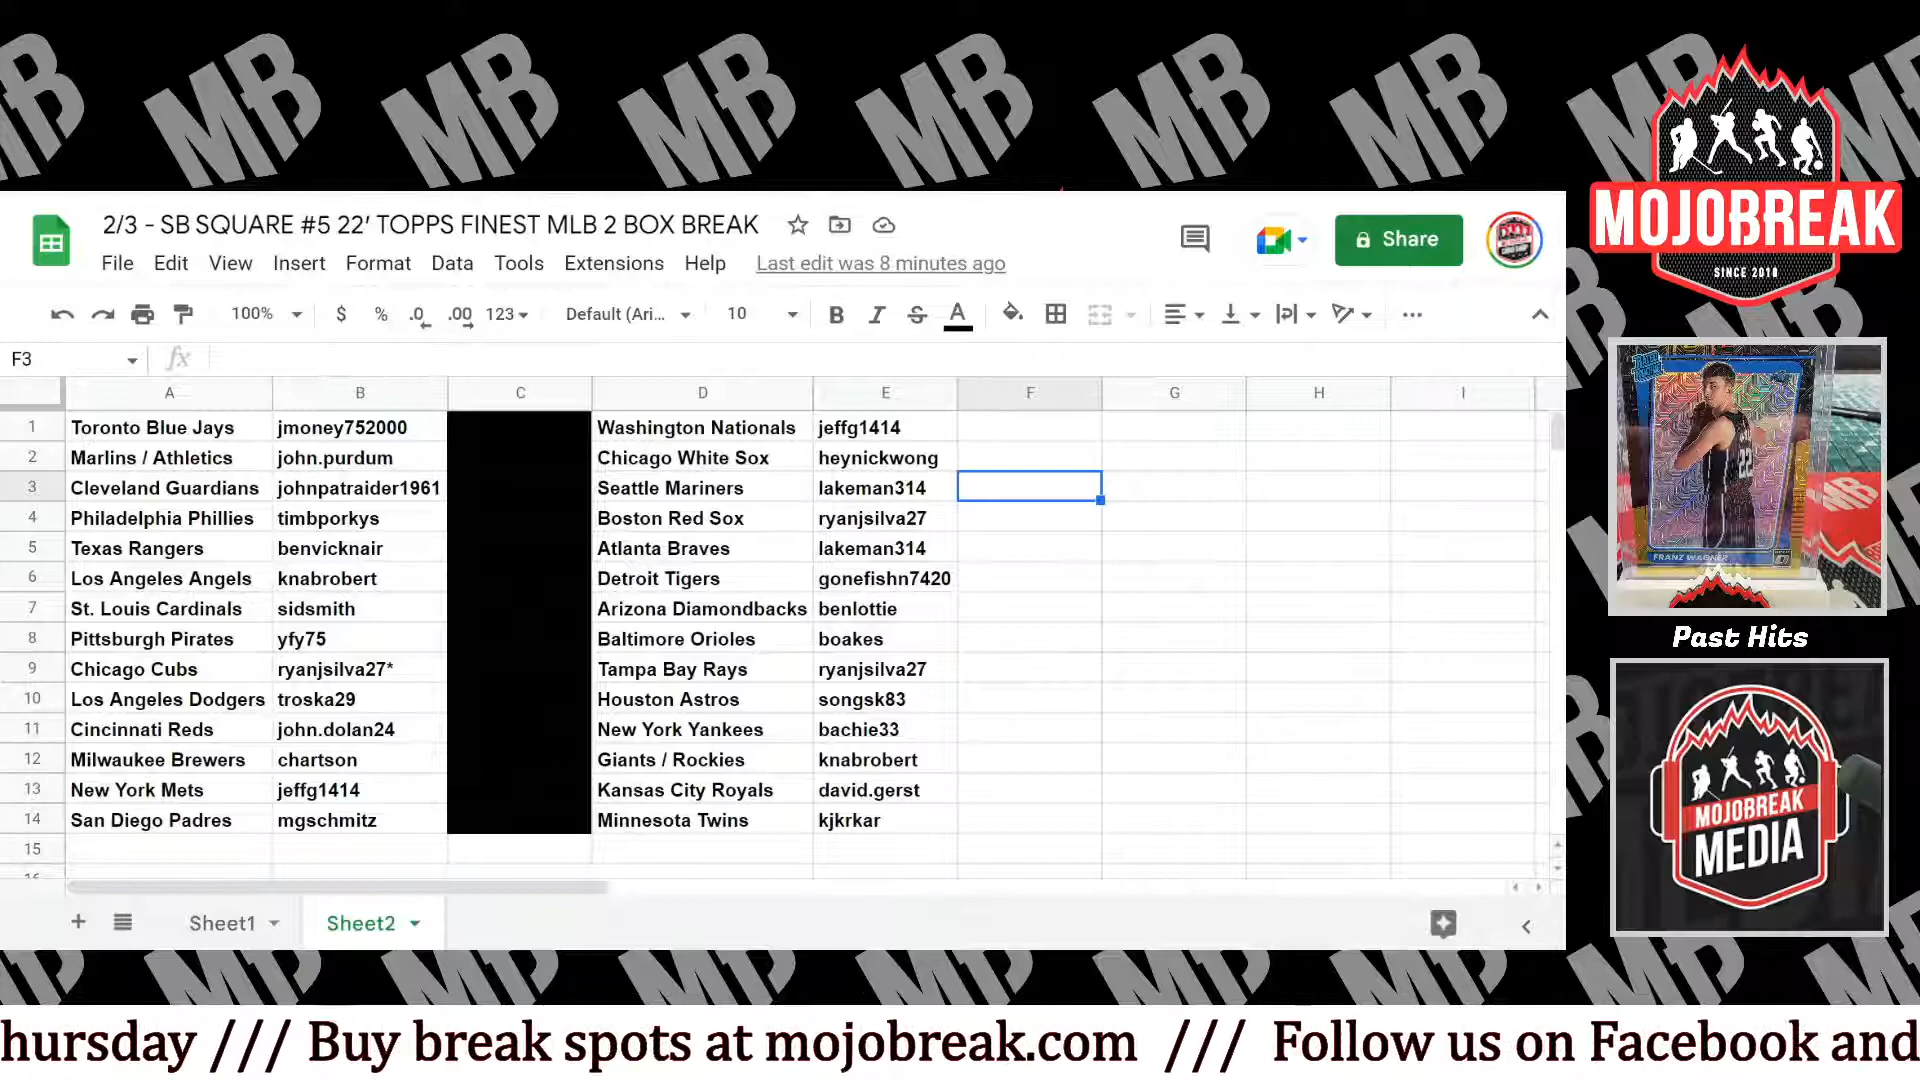 2/3 - SB SQUARE #5 22' TOPPS FINEST MLB 2 BOX BREAK
File Edit View Insert Format Data Tools Extensions Help Last edit was 8 minutes ago
Share
100% $ % .0 .00 123 Default (Ari... 10 B I S A
F3 fx
A B C D E F G H I
1 Toronto Blue Jays jmoney752000 Washington Nationals jeffg1414
2 Marlins / Athletics john.purdum Chicago White Sox heynickwong
3 Cleveland Guardians johnpatraider1961 Seattle Mariners lakeman314
4 Philadelphia Phillies timbporkys Boston Red Sox ryanjsilva27
5 Texas Rangers benvicknair Atlanta Braves lakeman314
6 Los Angeles Angels knabrobert Detroit Tigers gonefishn7420
7 St. Louis Cardinals sidsmith Arizona Diamondbacks benlottie
8 Pittsburgh Pirates yfy75 Baltimore Orioles boakes
9 Chicago Cubs ryanjsilva27* Tampa Bay Rays ryanjsilva27
10 Los Angeles Dodgers troska29 Houston Astros songsk83
11 Cincinnati Reds john.dolan24 New York Yankees bachie33
12 Milwaukee Brewers chartson Giants / Rockies knabrobert
13 New York Mets jeffg1414 Kansas City Royals david.gerst
14 San Diego Padres mgschmitz Minnesota Twins kjkrkar
15
Sheet1 Sheet2
MOJOBREAK
SINCE 2010
RATED ROOKIE
22
FRANZ WAGNER
MB
Past Hits
MOJOBREAK
MEDIA
hursday /// Buy break spots at mojobreak.com /// Follow us on Facebook and